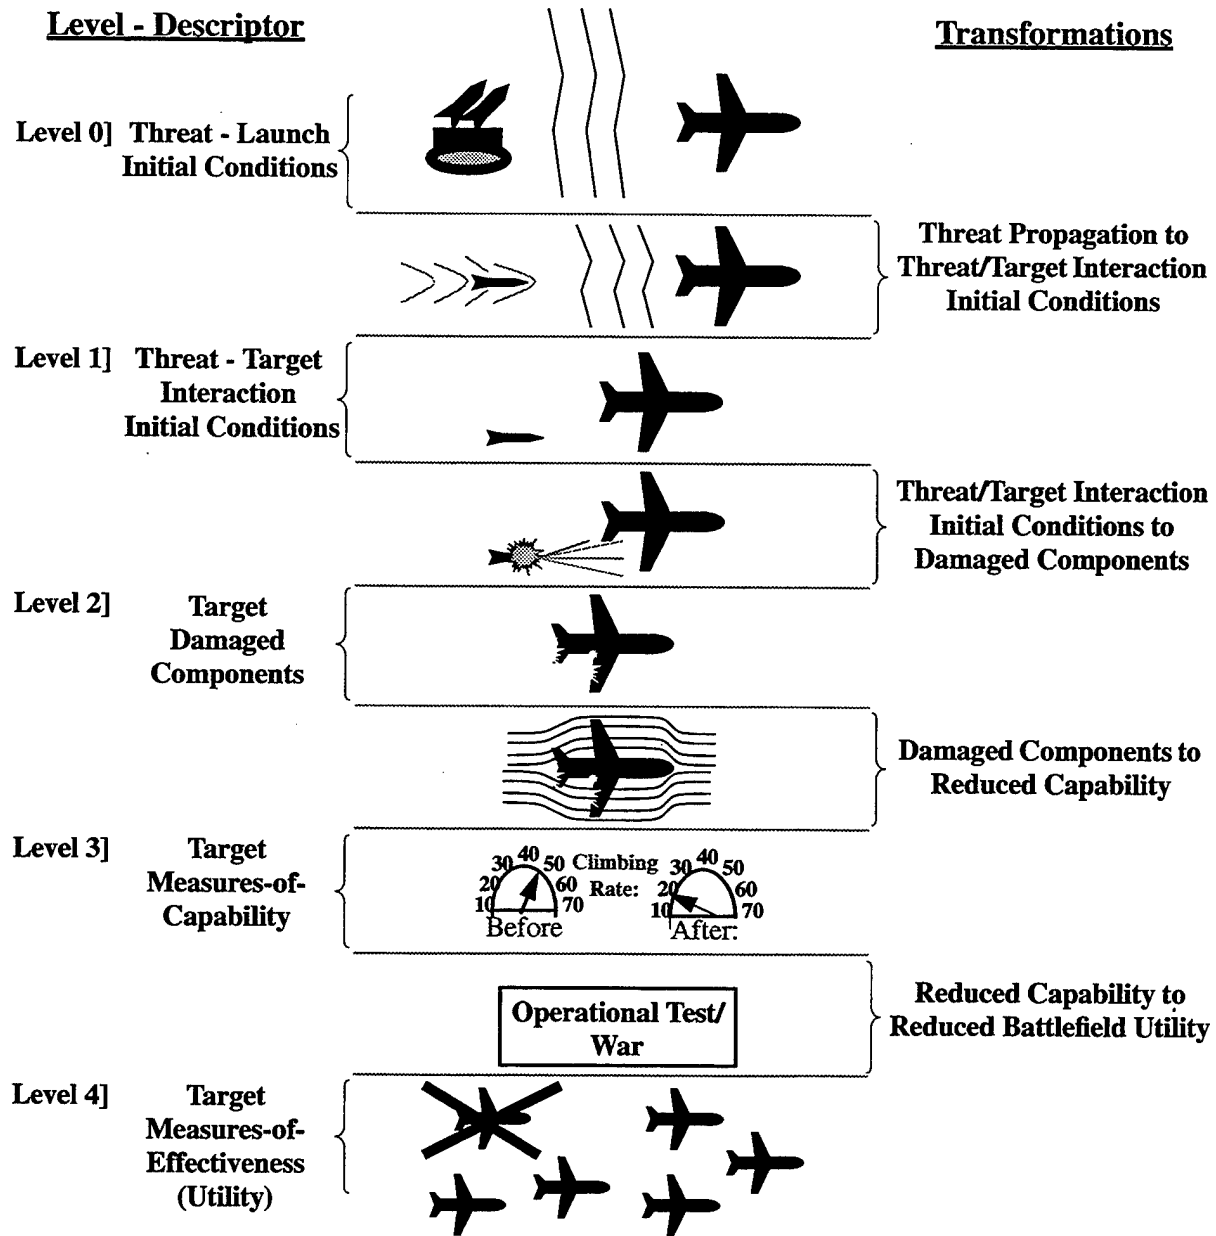 Level - Descriptor
Transformations
Level 0] Threat - Launch
Initial Conditions
Threat Propagation to
Threat/Target Interaction
Initial Conditions
Level 1] Threat - Target
Interaction
Initial Conditions
Threat/Target Interaction
Initial Conditions to
Damaged Components
Level 2] Target
Damaged
Components
Damaged Components to
Reduced Capability
Level 3] Target
Measures-of-
Capability
10 20 30 40 50 60 70
Before
Climbing
Rate:
10 20 30 40 50 60 70
After:
Reduced Capability to
Reduced Battlefield Utility
Operational Test/
War
Level 4] Target
Measures-of-
Effectiveness
(Utility)